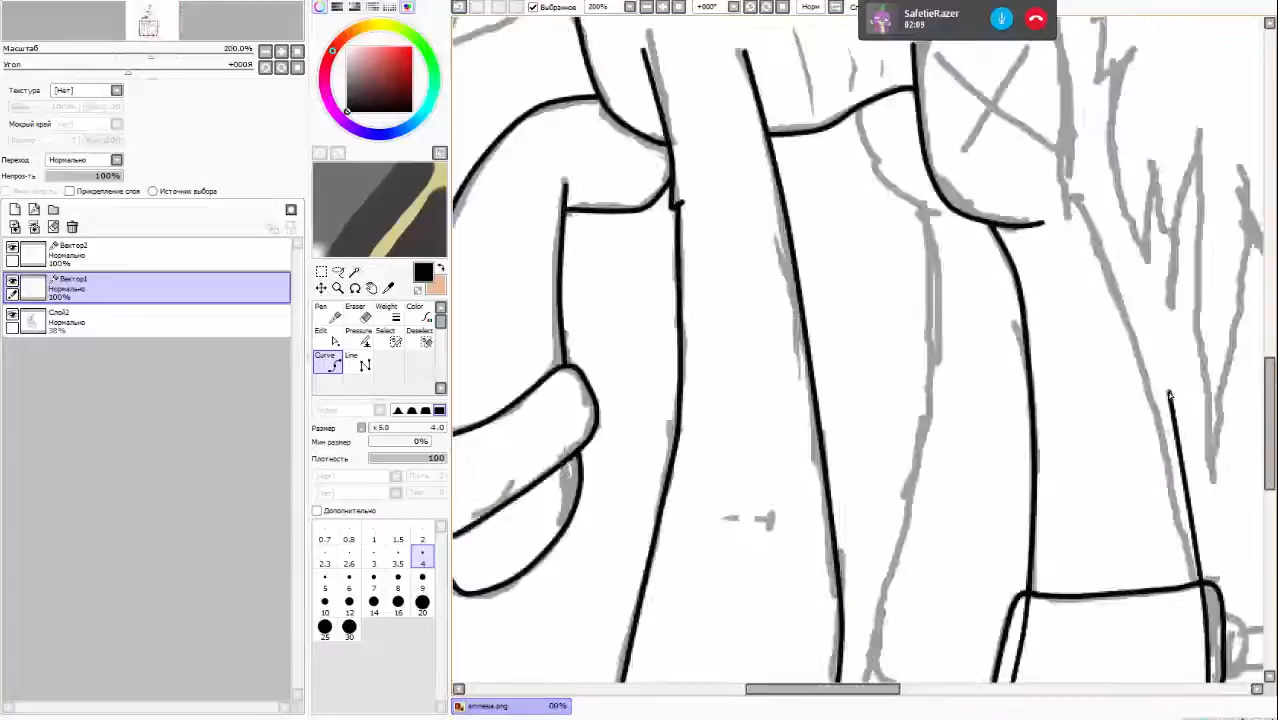 Выбранное 200% +000° Норм
SafetieRazer
02:09
Масштаб 200.0%
Угол +000Я
Текстура [Нет]
Мокрый край
Переход Нормально
Непроз-ть 100%
Прикрепление слоя Источник выбора
Вектор2
Нормально
100%
Вектор1
Нормально
100%
Слой2
Нормально
38%
Pen Eraser Weight Color
Edit Pressure Select Deselect
Curve Line
Размер x 5.0 4.0
Мин размер 0%
Плотность 100
Дополнительно
0.7 0.8 1 1.5 2
2.3 2.6 3 3.5 4
5 6 7 8 9
10 12 14 16 20
25 30
amnesia.png 00%